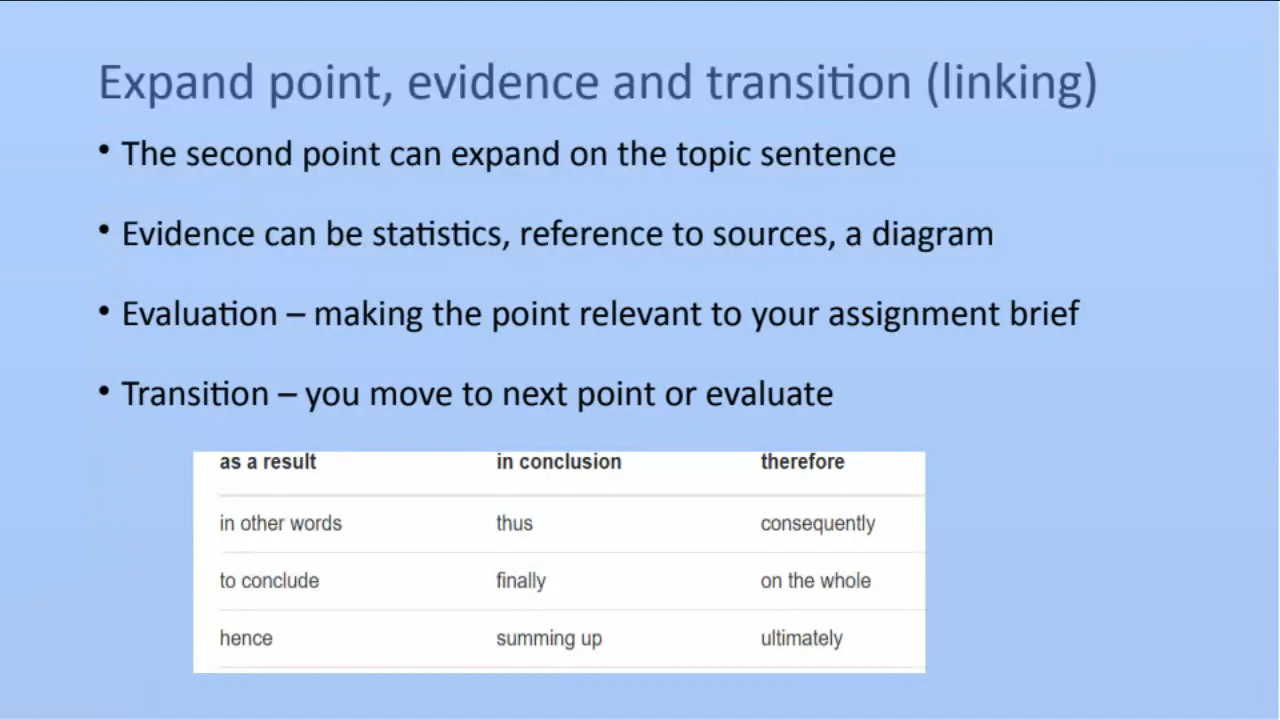 Expand point, evidence and transition (linking)
• The second point can expand on the topic sentence
• Evidence can be statistics, reference to sources, a diagram
• Evaluation – making the point relevant to your assignment brief
• Transition – you move to next point or evaluate
as a result in conclusion therefore
in other words thus consequently
to conclude finally on the whole
hence summing up ultimately